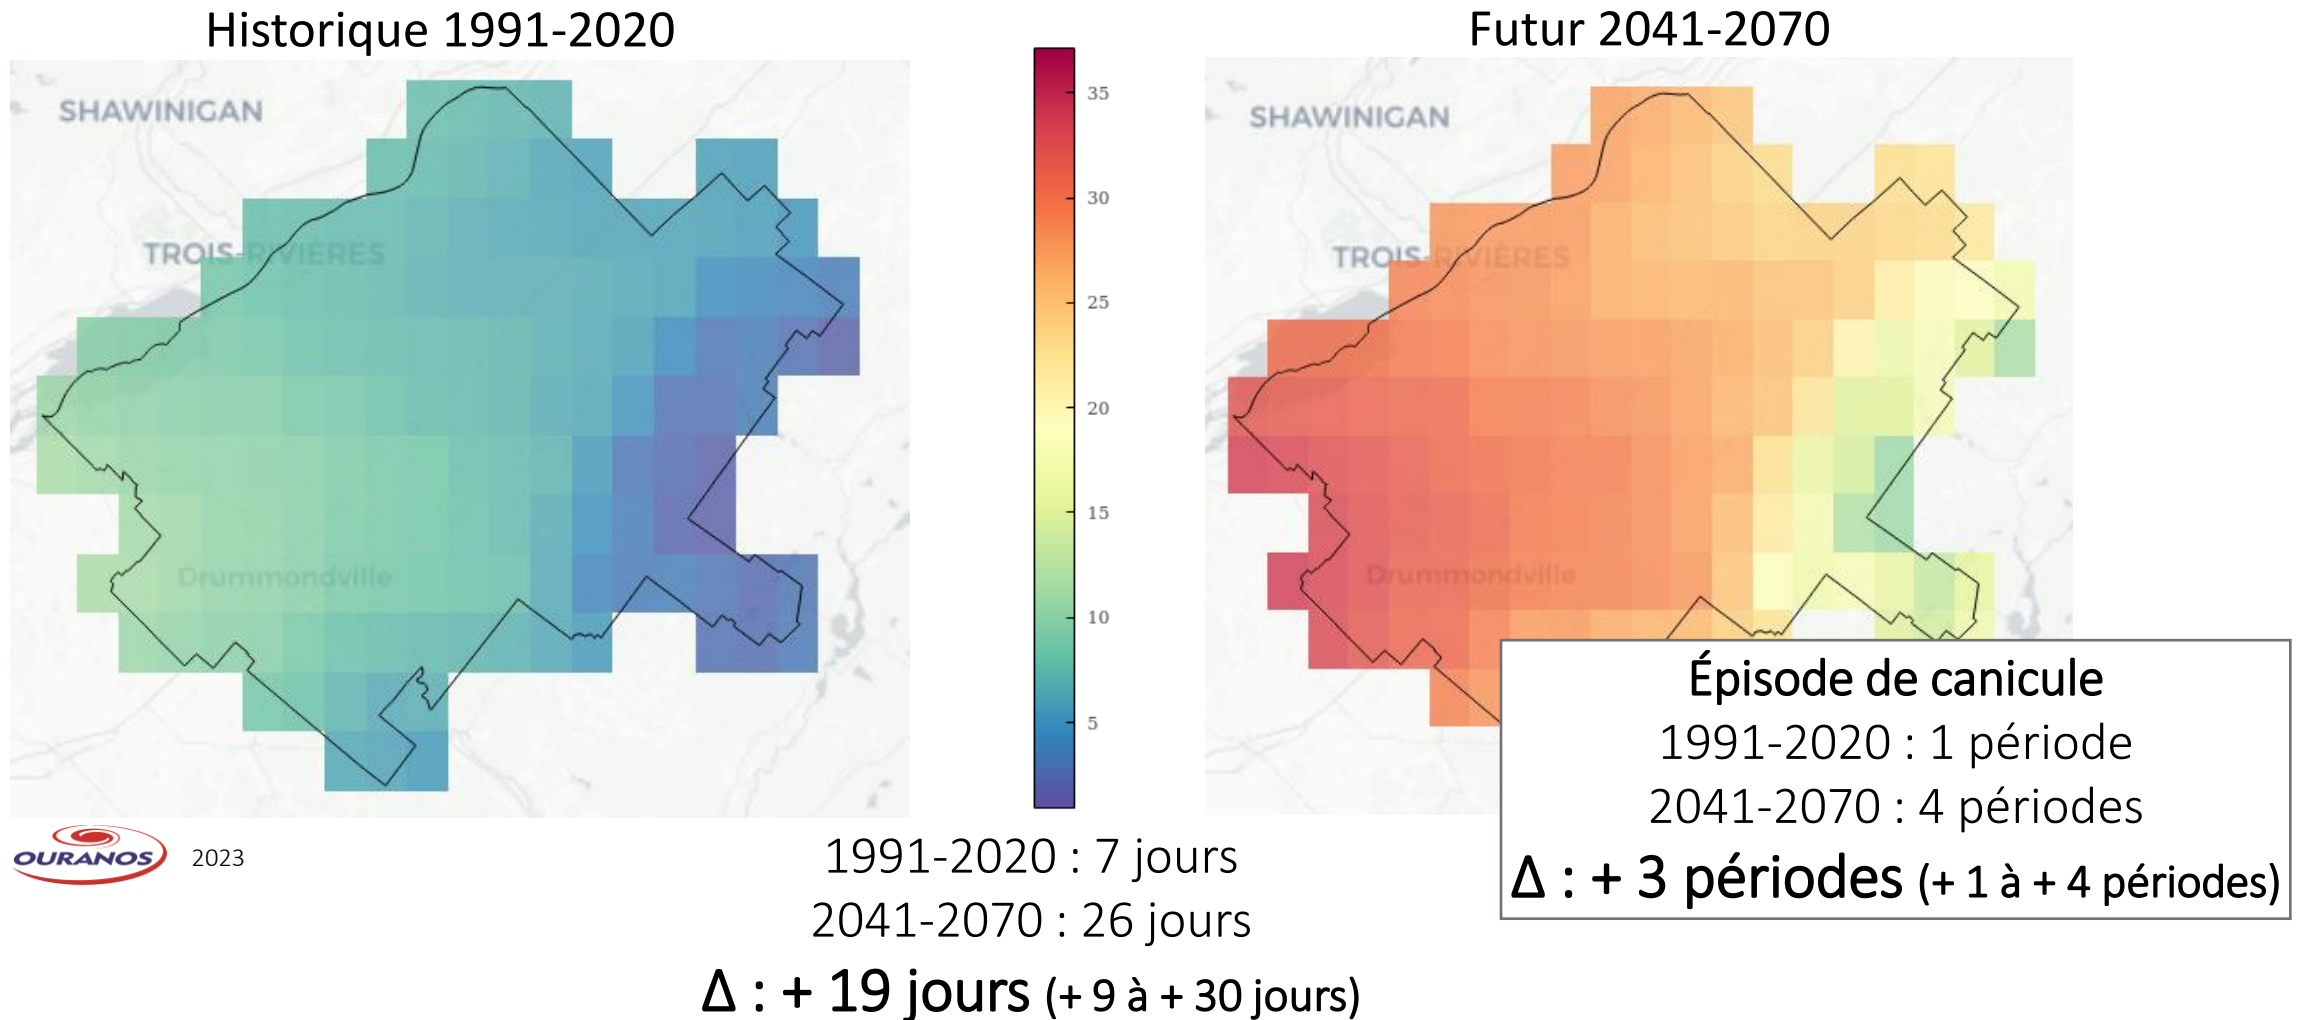 Historique 1991-2020
Futur 2041-2070
SHAWINIGAN
TROIS-RIVIÈRES
Drummondville
35
30
25
20
15
10
5
SHAWINIGAN
TROIS-RIVIÈRES
Drummondville
Épisode de canicule
1991-2020 : 1 période
2041-2070 : 4 périodes
Δ : + 3 périodes (+ 1 à + 4 périodes)
OURANOS
2023
1991-2020 : 7 jours
2041-2070 : 26 jours
Δ : + 19 jours (+ 9 à + 30 jours)